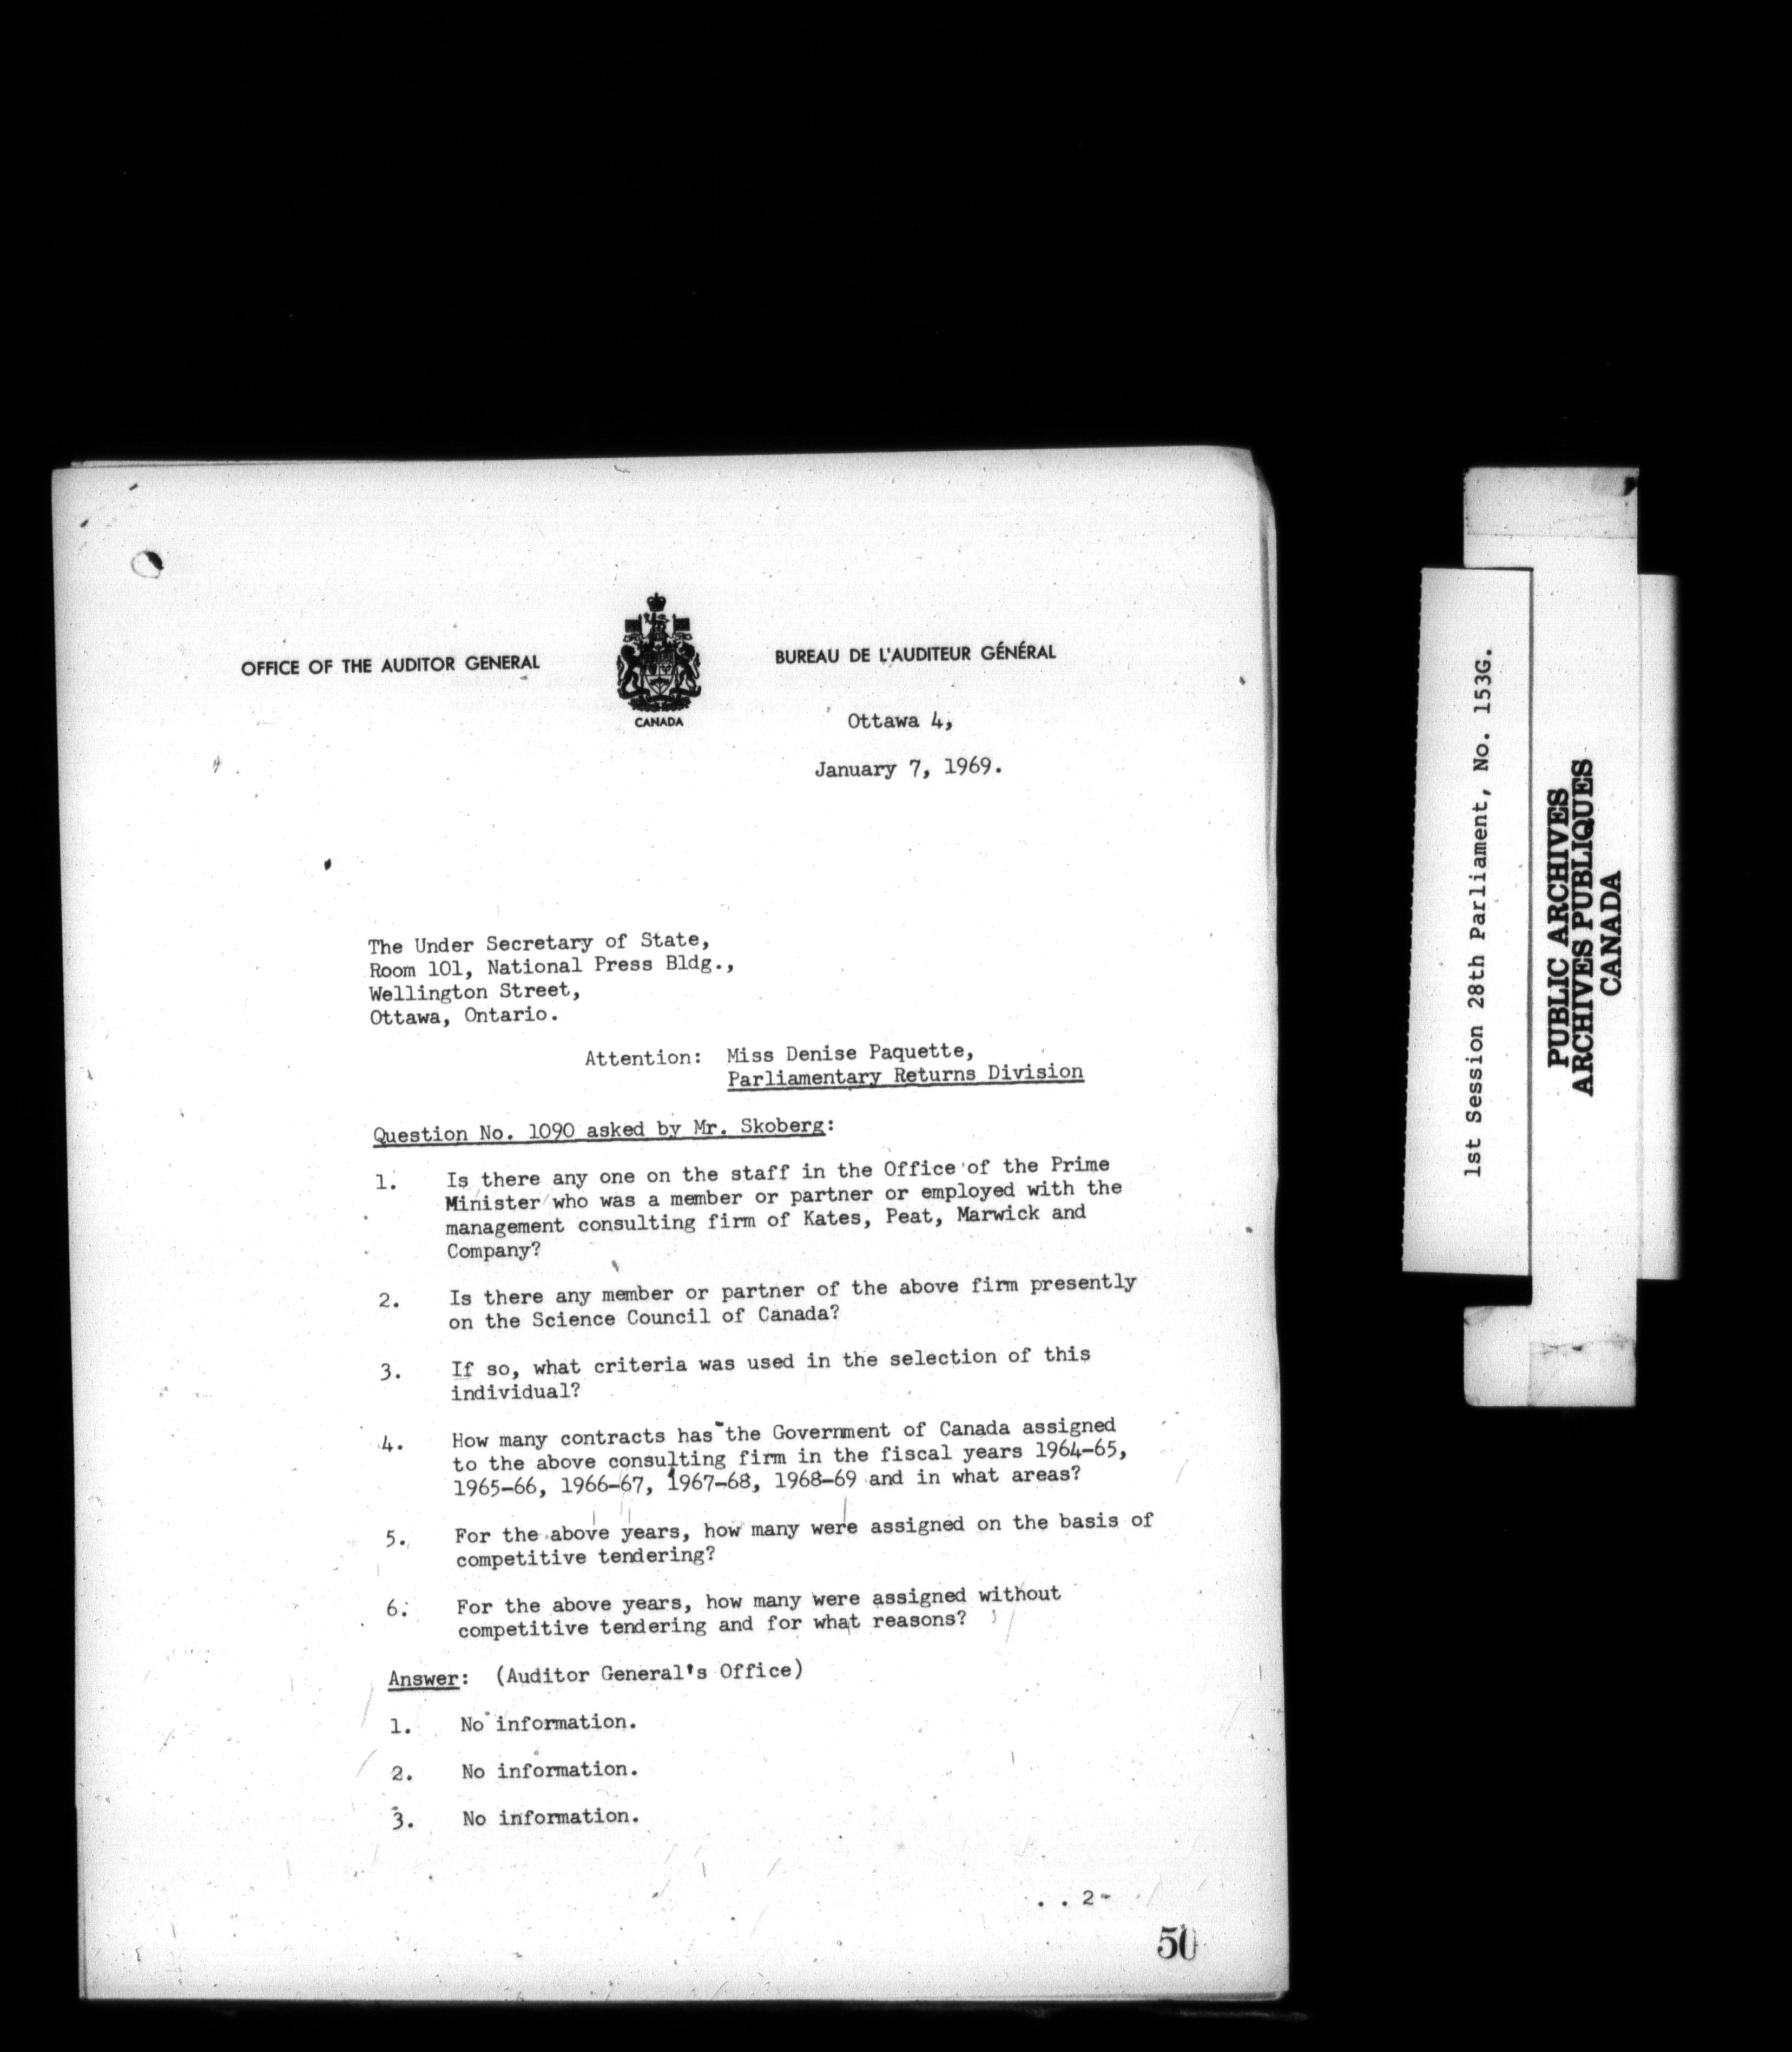 OFFICE OF THE AUDITOR GENERAL
CANADA
BUREAU DE L'AUDITEUR GÉNÉRAL
Ottawa 4,
January 7, 1969.
The Under Secretary of State,
Room 101, National Press Bldg.,
Wellington Street,
Ottawa, Ontario.
Attention: Miss Denise Paquette,
Parliamentary Returns Division
Question No. 1090 asked by Mr. Skoberg:
1. Is there any one on the staff in the Office of the Prime
Minister who was a member or partner or employed with the
management consulting firm of Kates, Peat, Marwick and
Company?
2. Is there any member or partner of the above firm presently
on the Science Council of Canada?
3. If so, what criteria was used in the selection of this
individual?
4. How many contracts has the Government of Canada assigned
to the above consulting firm in the fiscal years 1964-65,
1965-66, 1966-67, 1967-68, 1968-69 and in what areas?
5. For the above years, how many were assigned on the basis of
competitive tendering?
6. For the above years, how many were assigned without
competitive tendering and for what reasons?
Answer: (Auditor General's Office)
1. No information.
2. No information.
3. No information.
. . 2-
50
1st Session 28th Parliament, No. 153G.
PUBLIC ARCHIVES
ARCHIVES PUBLIQUES
CANADA